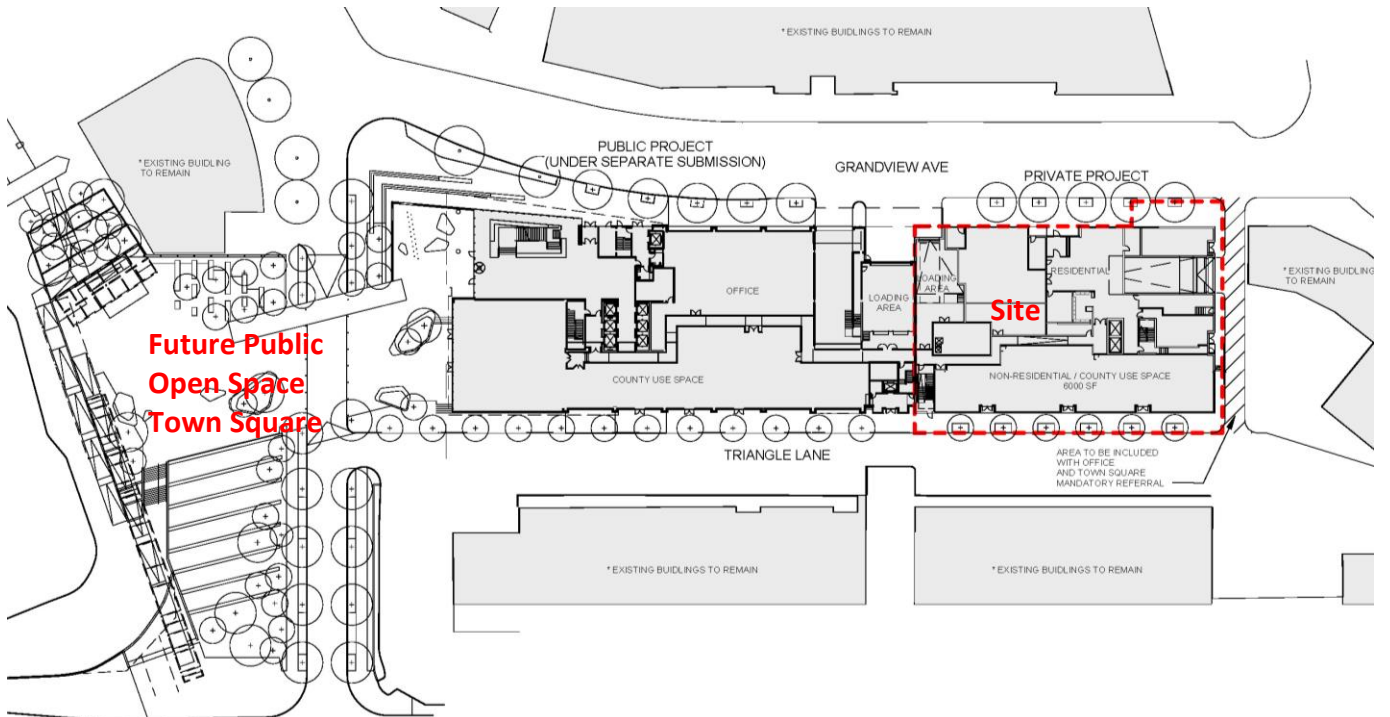 * EXISTING BUIDLINGS TO REMAIN
* EXISTING BUIDLING
TO REMAIN
PUBLIC PROJECT
(UNDER SEPARATE SUBMISSION)
GRANDVIEW AVE
PRIVATE PROJECT
* EXISTING BUIDLING
TO REMAIN
OFFICE
LOADING
AREA
LOADING
AREA
RESIDENTIAL
Site
Future Public
Open Space
Town Square
COUNTY USE SPACE
NON-RESIDENTIAL / COUNTY USE SPACE
6000 SF
TRIANGLE LANE
AREA TO BE INCLUDED
WITH OFFICE
AND TOWN SQUARE
MANDATORY REFERRAL
* EXISTING BUIDLINGS TO REMAIN
* EXISTING BUIDLINGS TO REMAIN